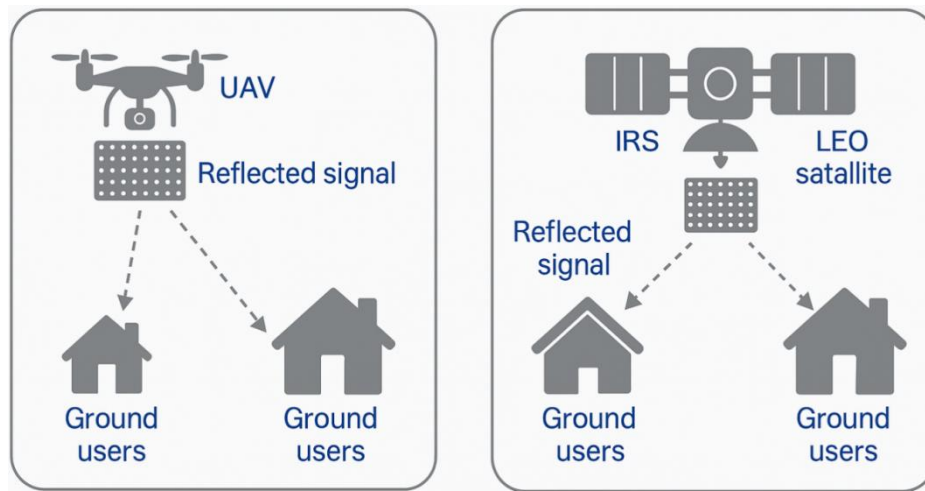 UAV
Reflected signal
Ground
users
Ground
users
IRS
LEO
satallite
Reflected
signal
Ground
users
Ground
users